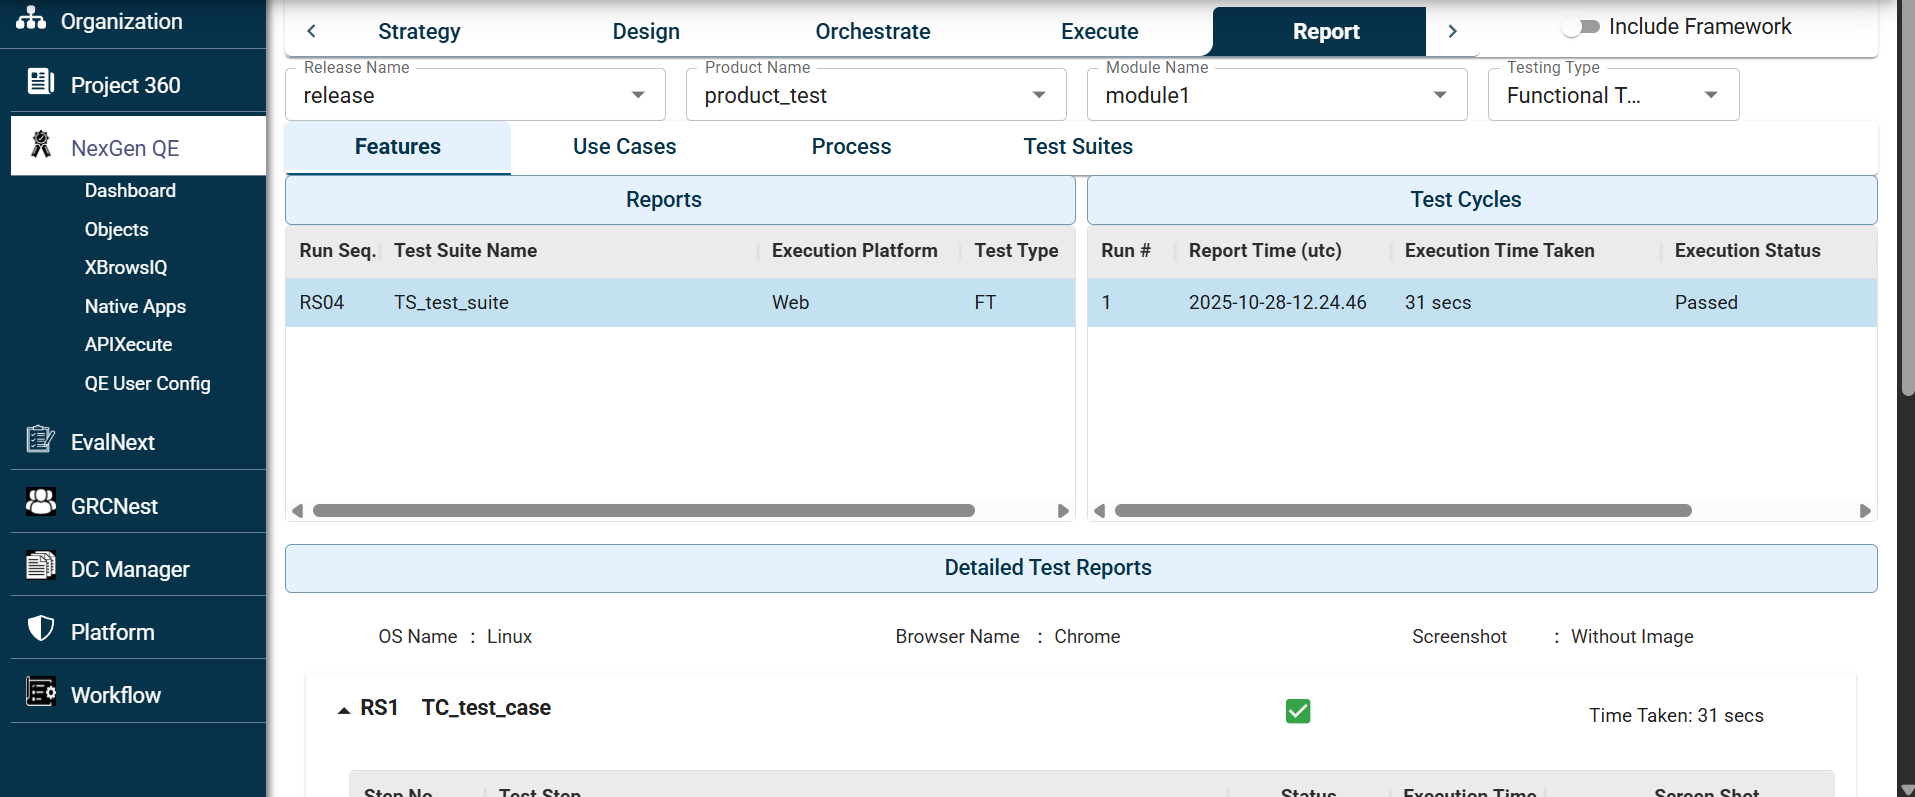 Organization
Project 360
NexGen QE
Dashboard
Objects
XBrowsIQ
Native Apps
APIXecute
QE User Config
EvalNext
GRCNest
DC Manager
Platform
Workflow
Strategy Design Orchestrate Execute Report Include Framework
Release Name Product Name Module Name Testing Type
release product_test module1 Functional T...
Features Use Cases Process Test Suites
Reports
Run Seq. Test Suite Name Execution Platform Test Type
RS04 TS_test_suite Web FT
Test Cycles
Run # Report Time (utc) Execution Time Taken Execution Status
1 2025-10-28-12.24.46 31 secs Passed
Detailed Test Reports
OS Name : Linux Browser Name : Chrome Screenshot : Without Image
RS1 TC_test_case Time Taken: 31 secs
Step No Test Step Status Execution Time Screen Shot